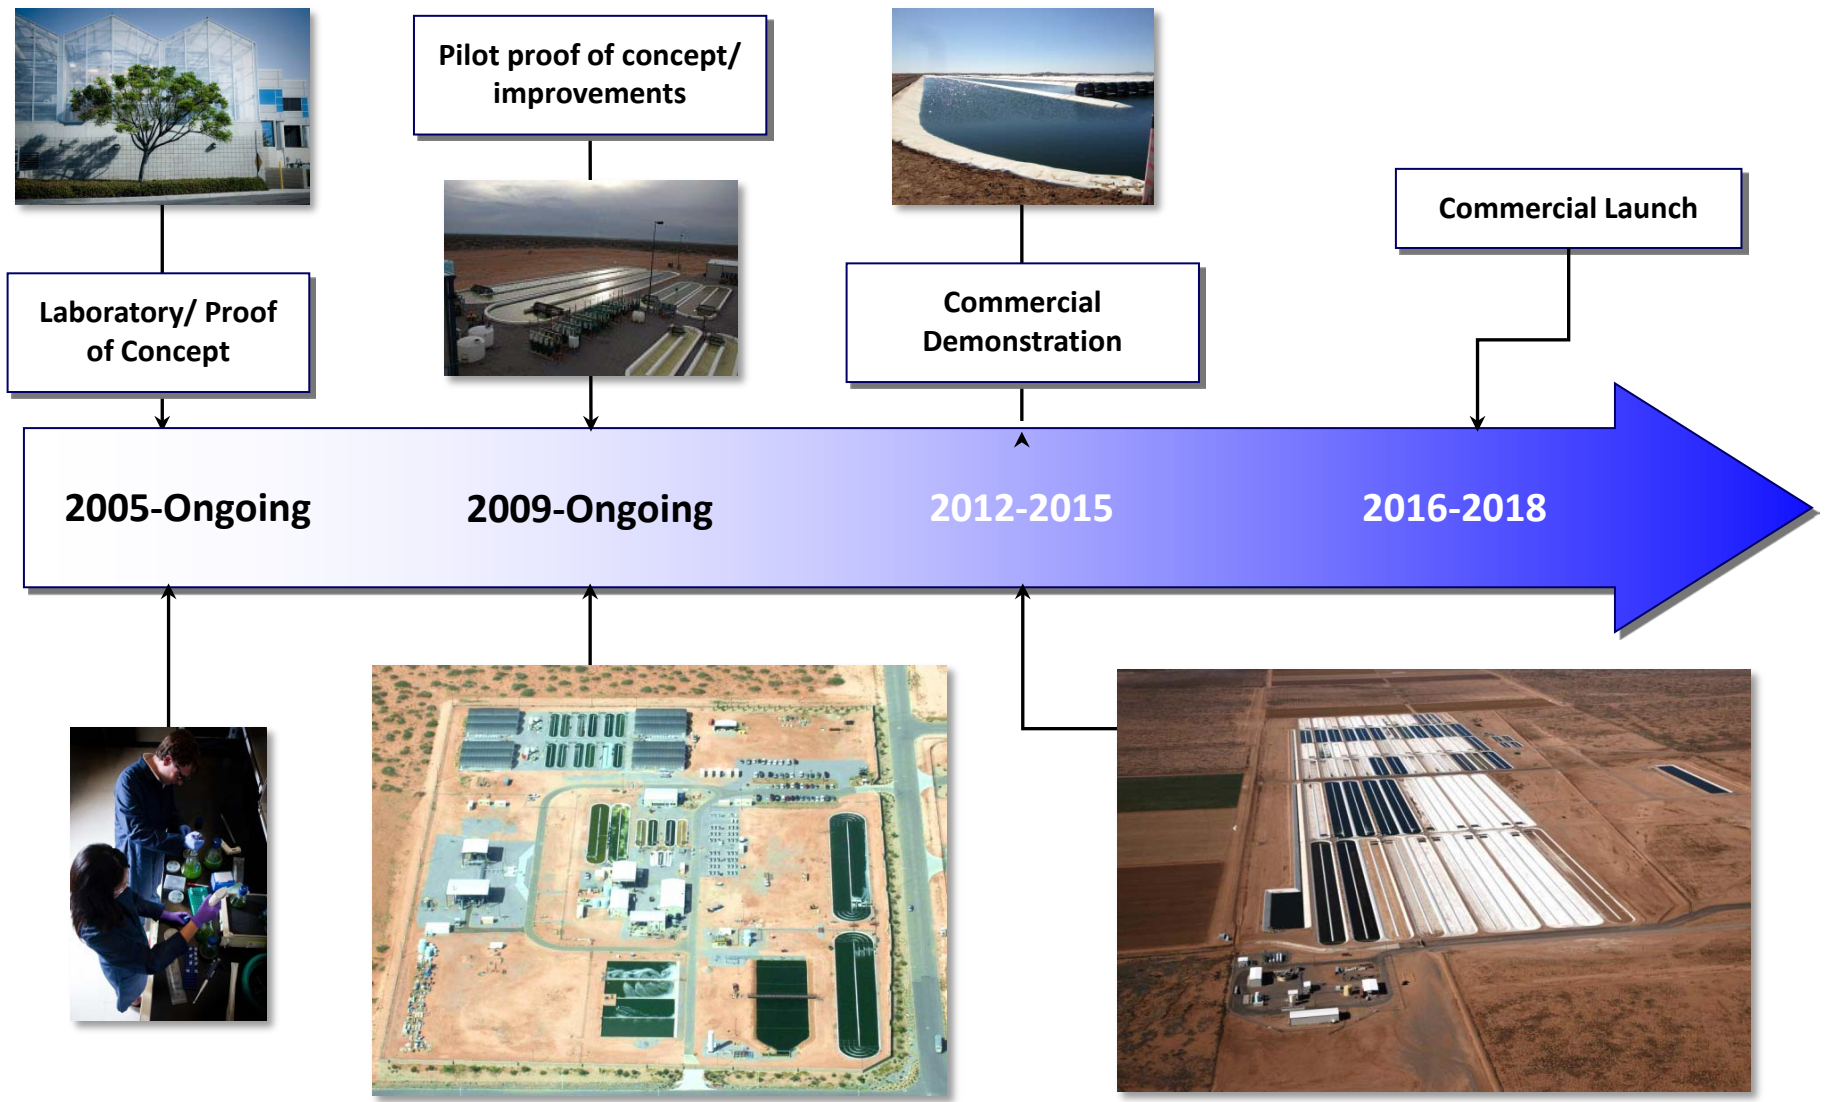 Pilot proof of concept/
improvements
Commercial Launch
Laboratory/ Proof
of Concept
Commercial
Demonstration
2005-Ongoing
2009-Ongoing
2012-2015
2016-2018